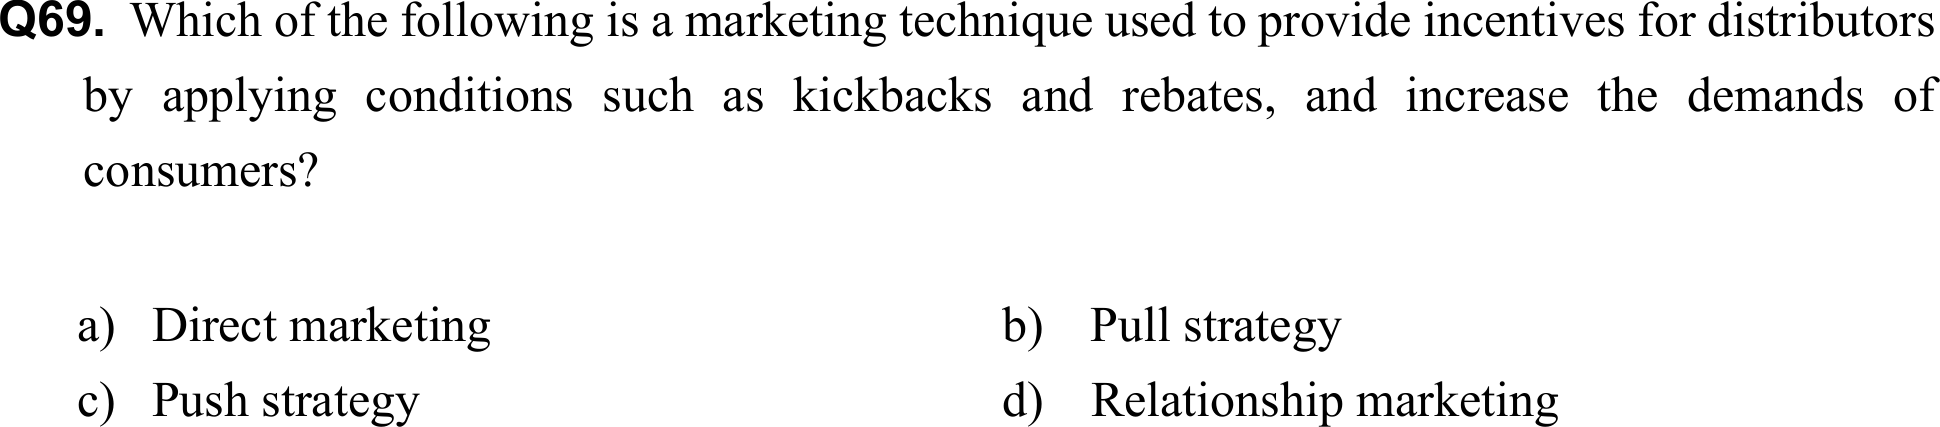 Q69. Which of the following is a marketing technique used to provide incentives for distributors
by applying conditions such as kickbacks and rebates, and increase the demands of
consumers?
a) Direct marketing b) Pull strategy
c) Push strategy d) Relationship marketing